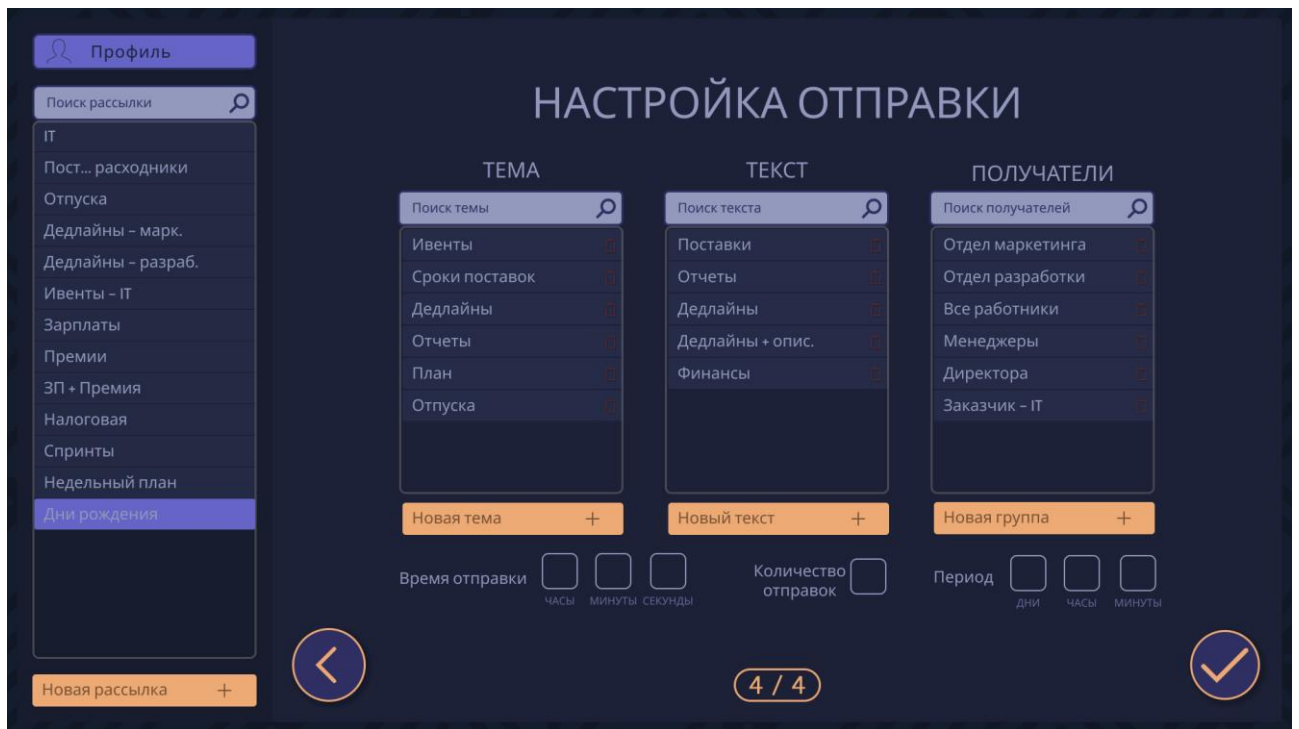 Профиль
Поиск рассылки
IT
Пост... расходники
Отпуска
Дедлайны – марк.
Дедлайны – разраб.
Ивенты – IT
Зарплаты
Премии
ЗП + Премия
Налоговая
Спринты
Недельный план
Дни рождения
Новая рассылка +
НАСТРОЙКА ОТПРАВКИ
ТЕМА
Поиск темы
Ивенты
Сроки поставок
Дедлайны
Отчеты
План
Отпуска
Новая тема +
ТЕКСТ
Поиск текста
Поставки
Отчеты
Дедлайны
Дедлайны + опис.
Финансы
Новый текст +
ПОЛУЧАТЕЛИ
Поиск получателей
Отдел маркетинга
Отдел разработки
Все работники
Менеджеры
Директора
Заказчик – IT
Новая группа +
Время отправки
ЧАСЫ МИНУТЫ СЕКУНДЫ
Количество
отправок
Период
ДНИ ЧАСЫ МИНУТЫ
4 / 4